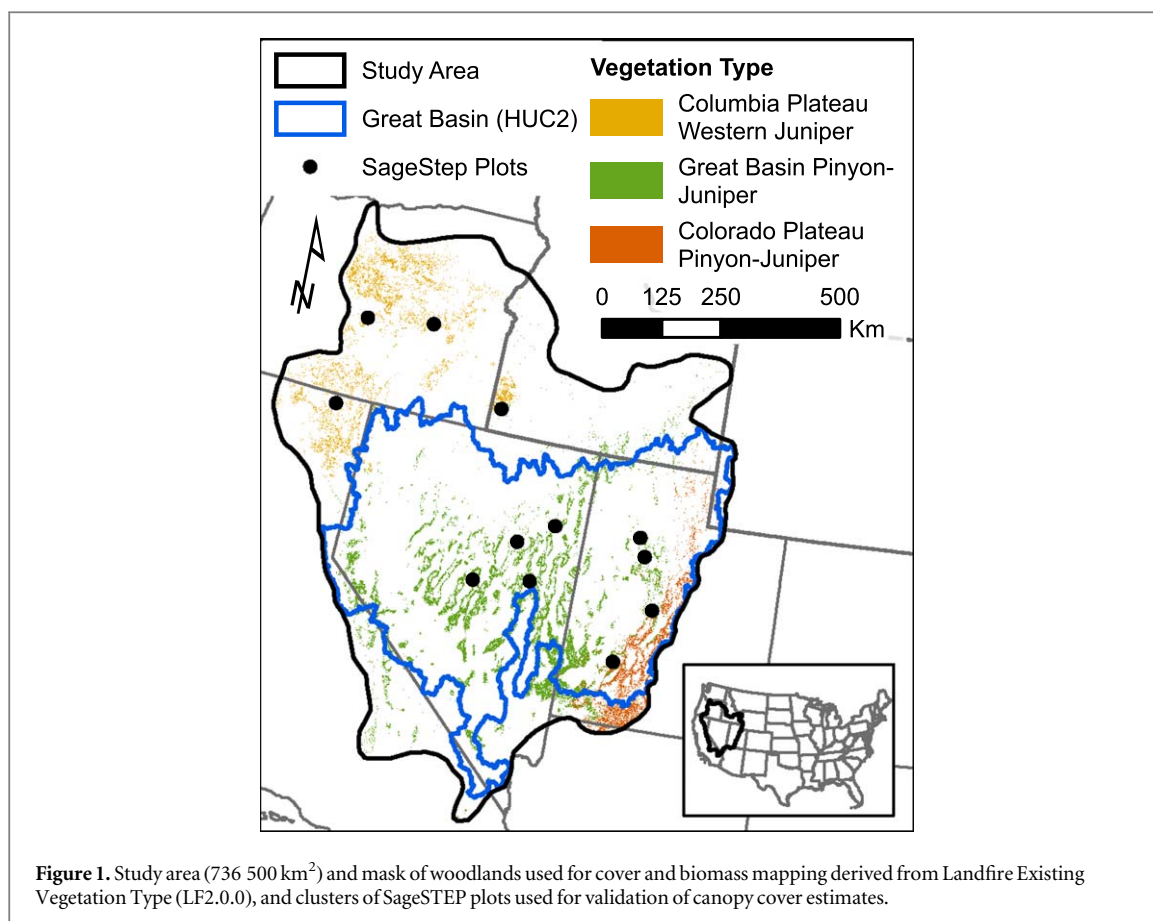 Study Area
Great Basin (HUC2)
SageStep Plots
Vegetation Type
Columbia Plateau
Western Juniper
Great Basin Pinyon-
Juniper
Colorado Plateau
Pinyon-Juniper
0 125 250 500
Km
N
Figure 1. Study area (736 500 km²) and mask of woodlands used for cover and biomass mapping derived from Landfire Existing
Vegetation Type (LF2.0.0), and clusters of SageSTEP plots used for validation of canopy cover estimates.